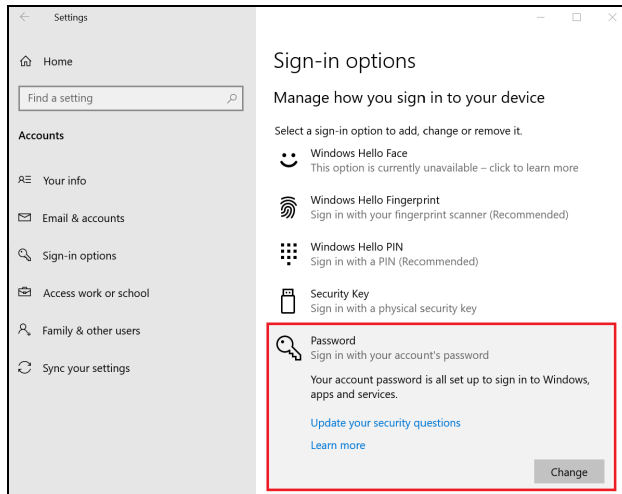 Settings
Home
Find a setting
Accounts
Your info
Email & accounts
Sign-in options
Access work or school
Family & other users
Sync your settings
Sign-in options
Manage how you sign in to your device
Select a sign-in option to add, change or remove it.
Windows Hello Face
This option is currently unavailable – click to learn more
Windows Hello Fingerprint
Sign in with your fingerprint scanner (Recommended)
Windows Hello PIN
Sign in with a PIN (Recommended)
Security Key
Sign in with a physical security key
Password
Sign in with your account's password
Your account password is all set up to sign in to Windows,
apps and services.
Update your security questions
Learn more
Change